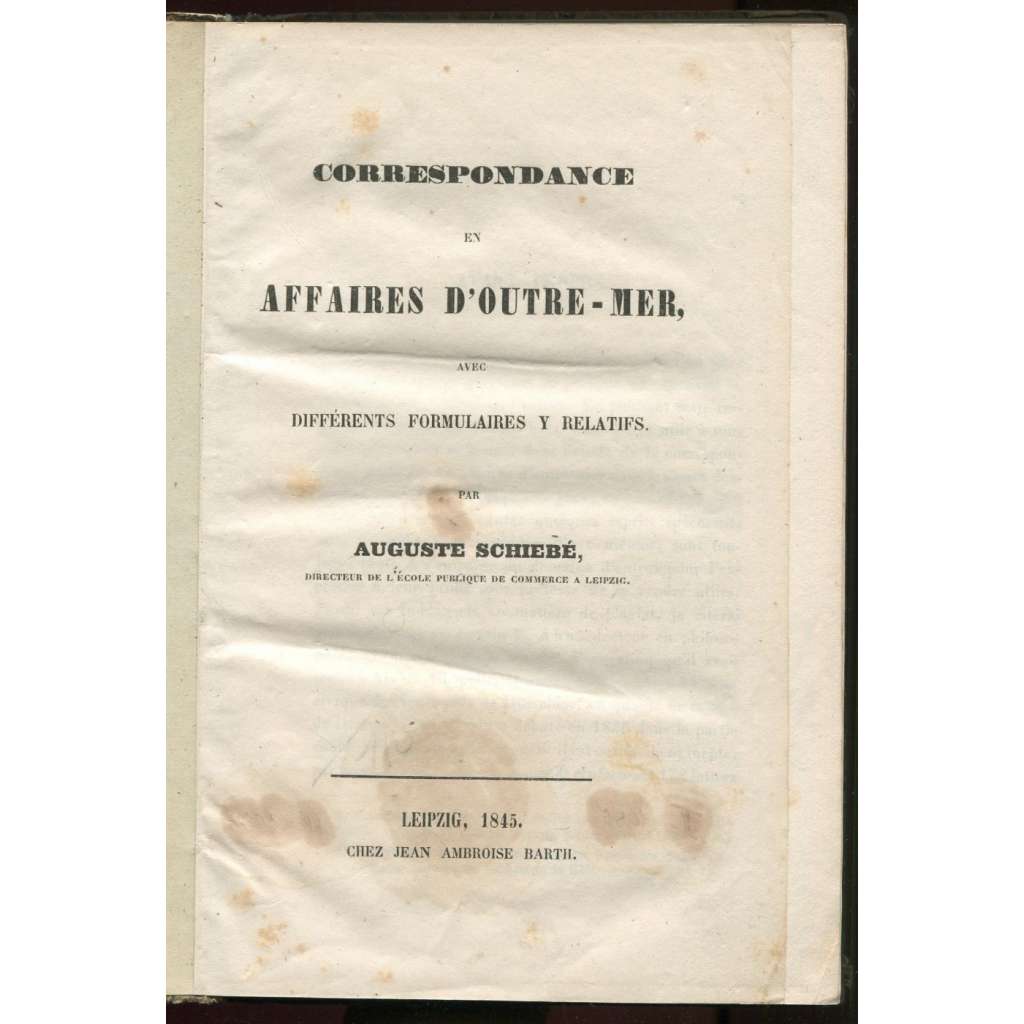 CORRESPONDANCE
EN
AFFAIRES D'OUTRE-MER,
AVEC
DIFFÉRENTS FORMULAIRES Y RELATIFS.
PAR
AUGUSTE SCHIEBÉ,
DIRECTEUR DE L'ÉCOLE PUBLIQUE DE COMMERCE A LEIPZIG.
LEIPZIG, 1845.
CHEZ JEAN AMBROISE BARTH.